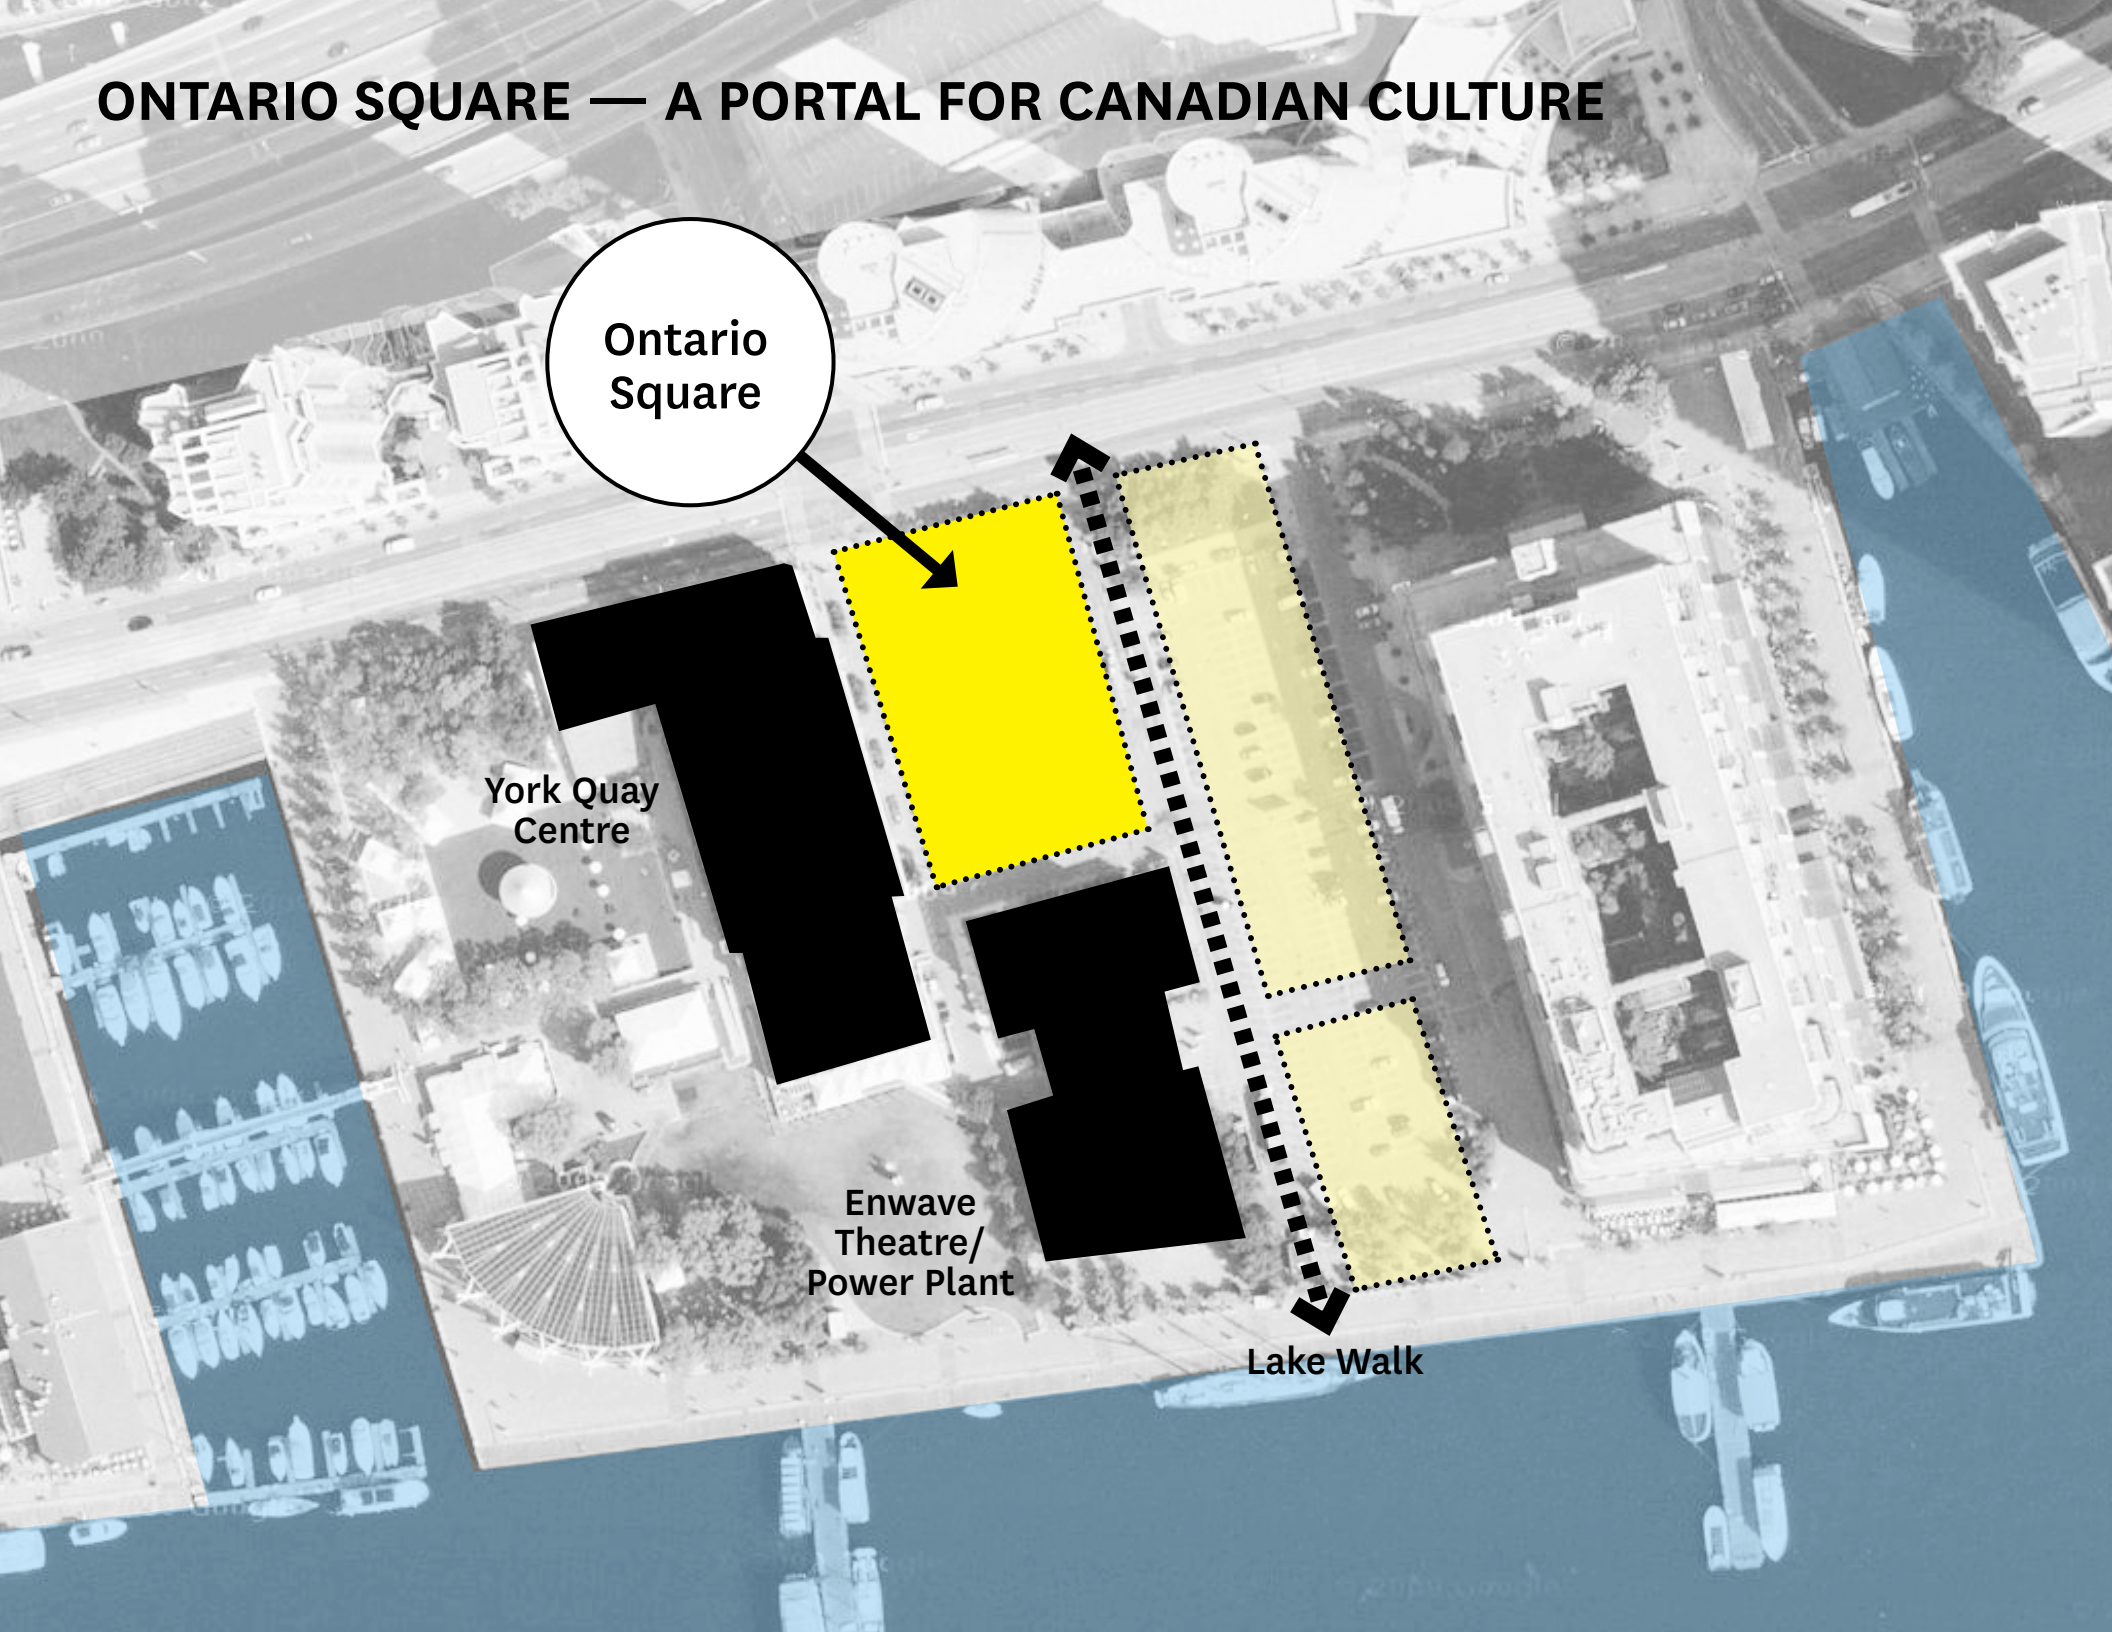 ONTARIO SQUARE — A PORTAL FOR CANADIAN CULTURE
Ontario
Square
York Quay
Centre
Enwave
Theatre/
Power Plant
Lake Walk